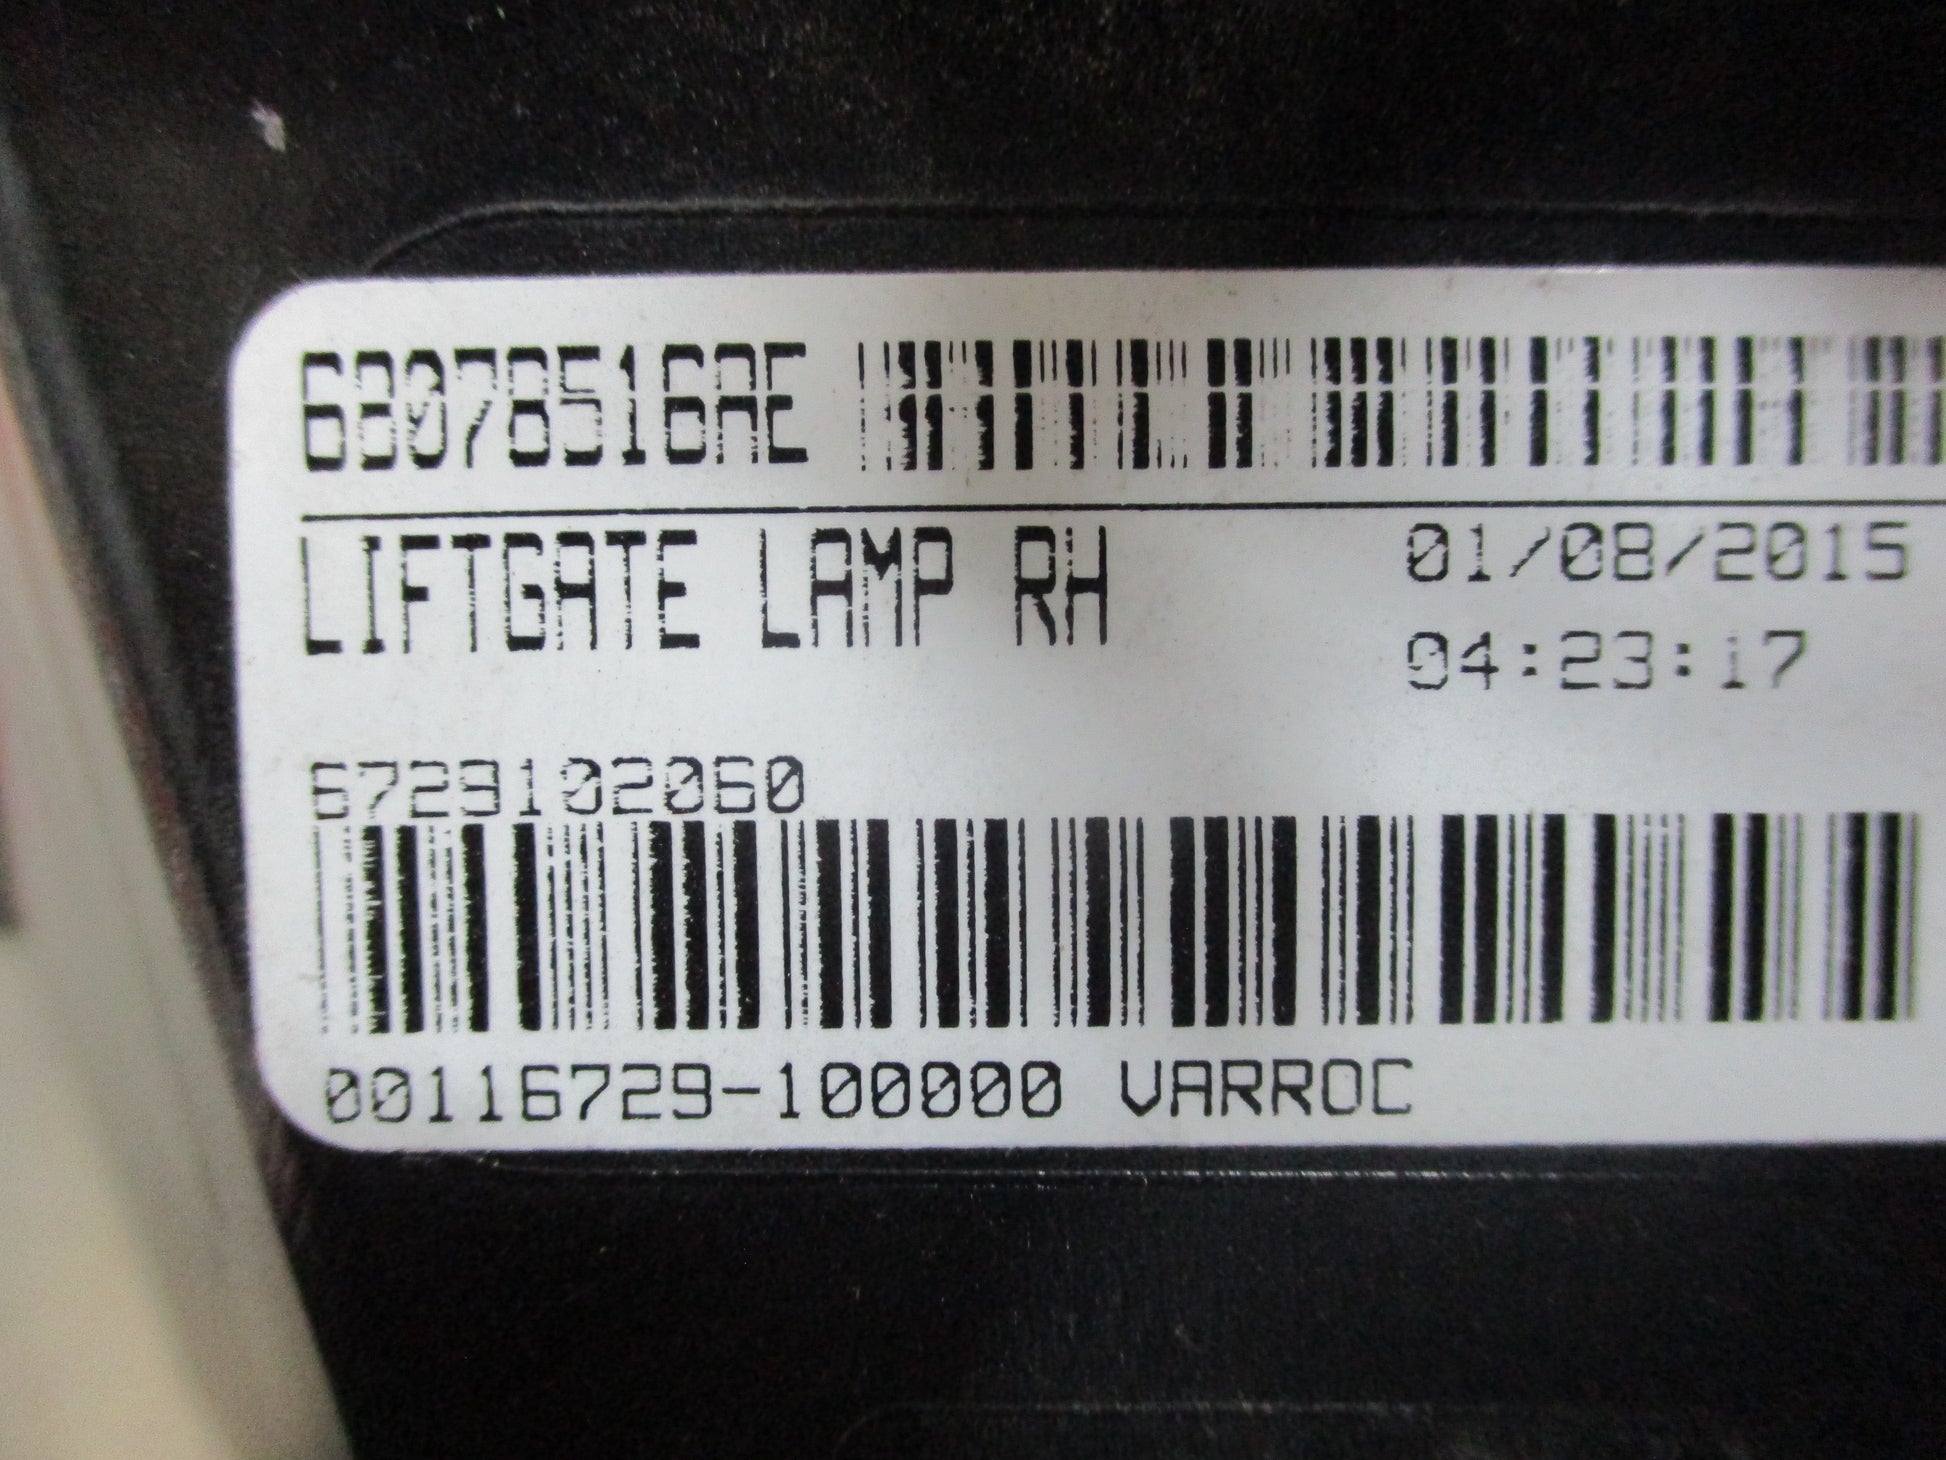 68078516AE
LIFTGATE LAMP RH
01/08/2015
04:23:17
6729102060
00116729-100000 VARROC